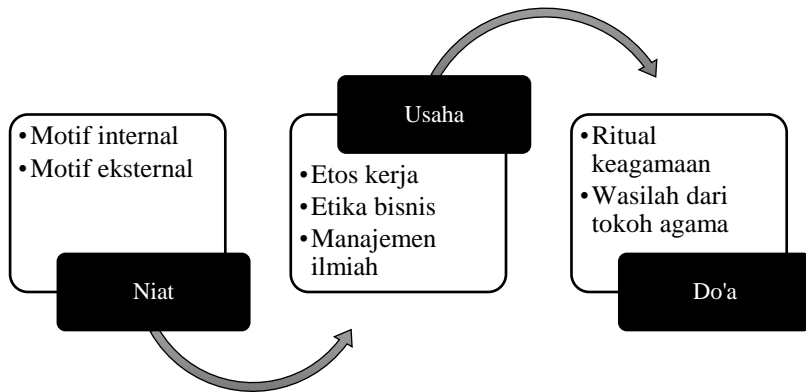 •Motif internal
•Motif eksternal
Niat
Usaha
•Etos kerja
•Etika bisnis
•Manajemen
ilmiah
•Ritual
keagamaan
•Wasilah dari
tokoh agama
Do'a